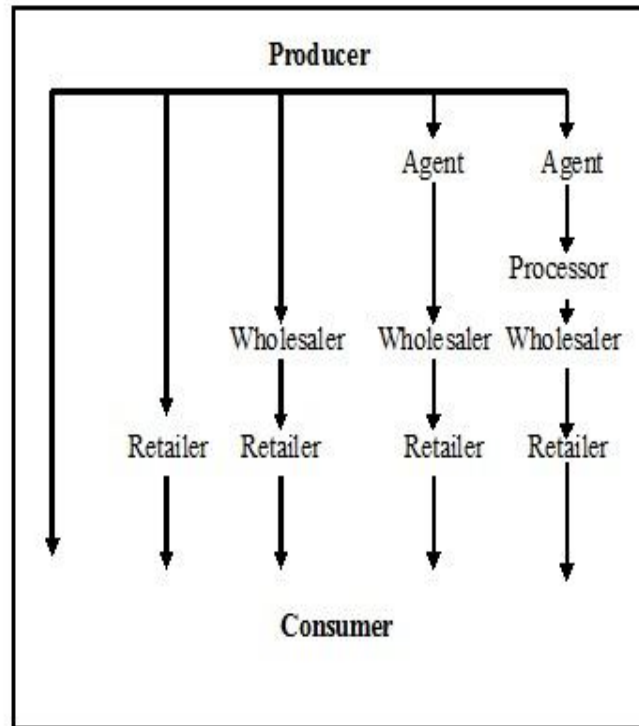 Producer
Agent Agent
Processor
Wholesaler Wholesaler Wholesaler
Retailer Retailer Retailer Retailer
Consumer